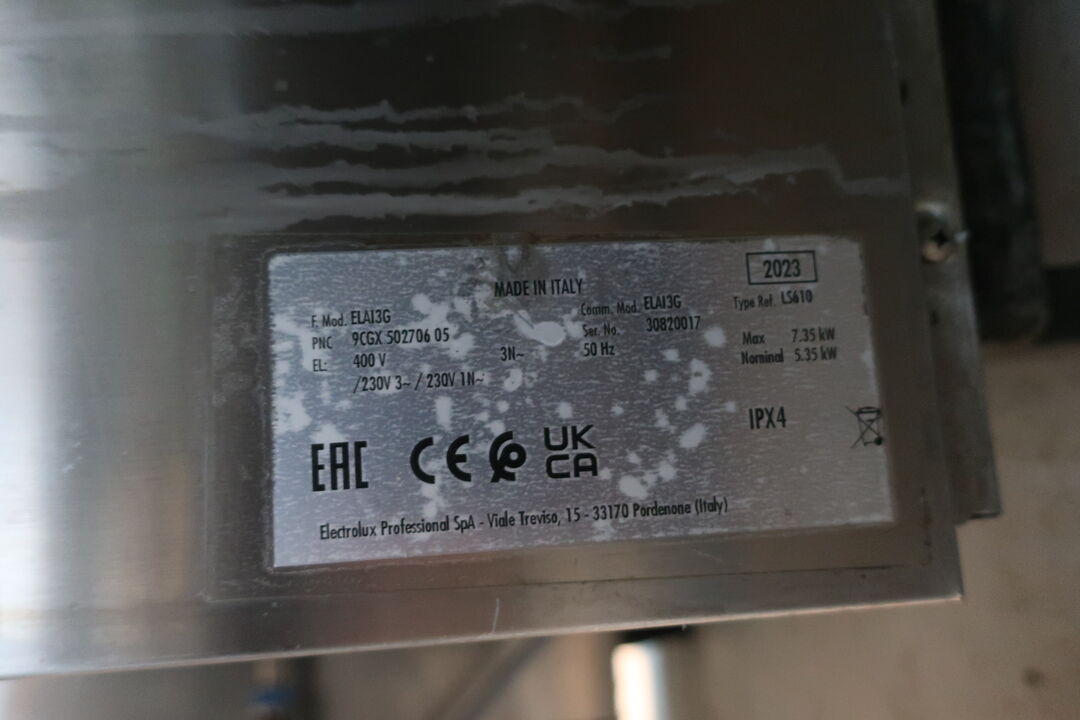 MADE IN ITALY
2023
F. Mod. ELAI3G
Comm. Mod. ELAI3G
Type Ref. LS610
PNC 9CGX 502706 05
Ser. No. 30820017
EL: 400 V 3N~ 50 Hz
/230V 3~ / 230V 1N~
Max 7.35 kW
Nominal 5.35 kW
IPX4
EAC CE UK
CA
Electrolux Professional SpA - Viale Treviso, 15 - 33170 Pordenone (Italy)